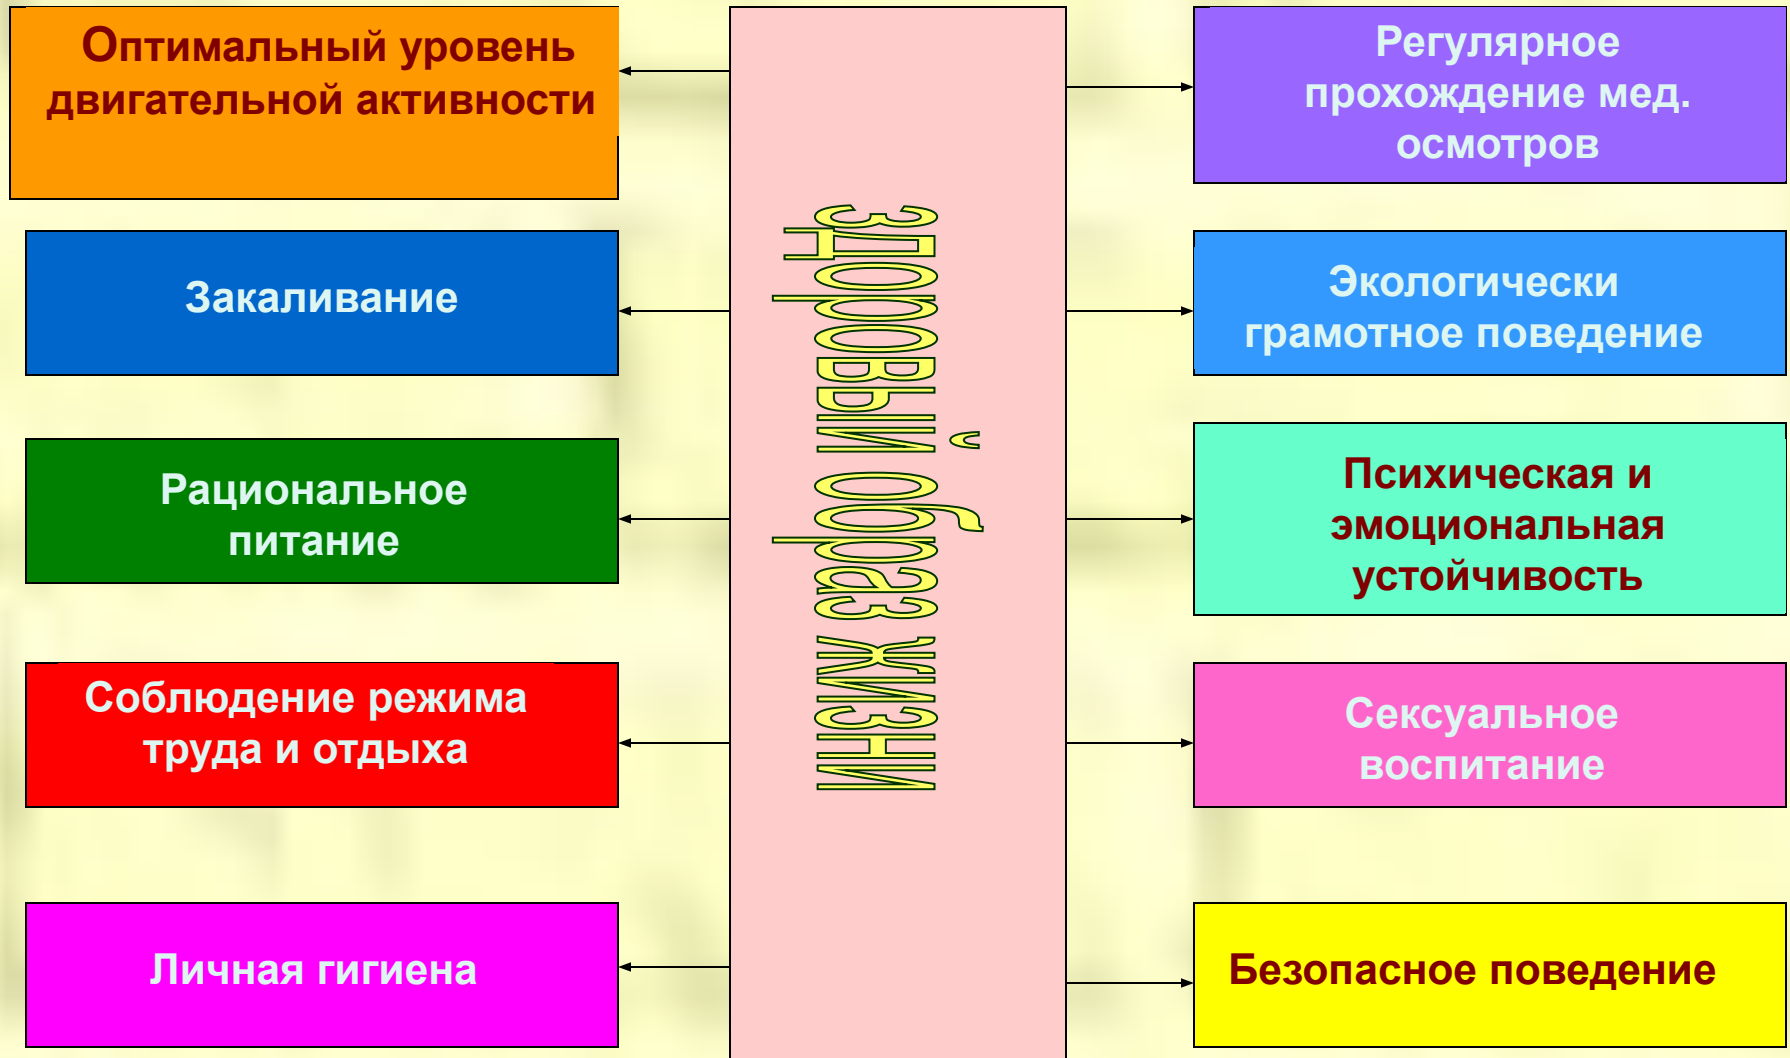 Оптимальный уровень
двигательной активности
Закаливание
Рациональное
питание
Соблюдение режима
труда и отдыха
Личная гигиена
здоровый образ жизни
Регулярное
прохождение мед.
осмотров
Экологически
грамотное поведение
Психическая и
эмоциональная
устойчивость
Сексуальное
воспитание
Безопасное поведение